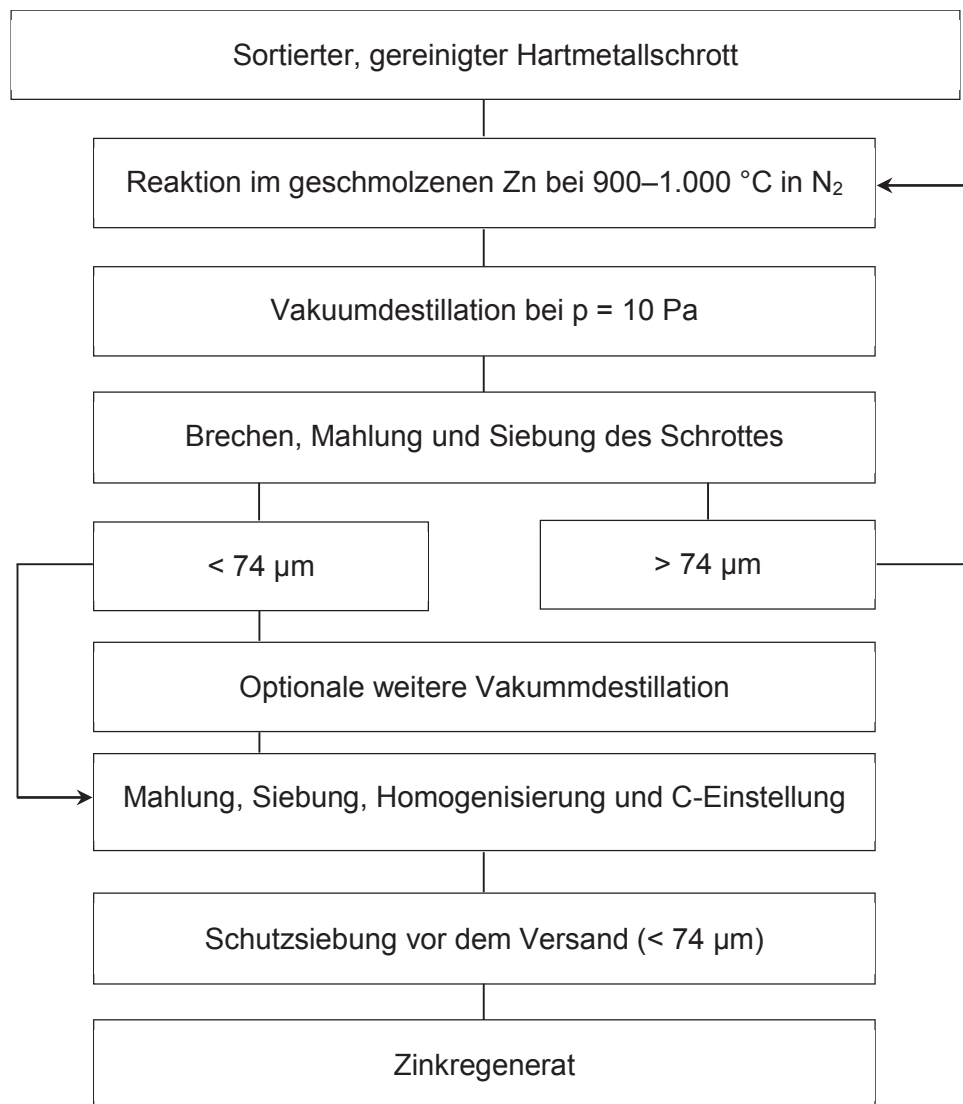 Sortierter, gereinigter Hartmetallschrott
Reaktion im geschmolzenen Zn bei 900–1.000 °C in N₂
Vakuumdestillation bei p = 10 Pa
Brechen, Mahlung und Siebung des Schrottes
< 74 µm
> 74 µm
Optionale weitere Vakummdestillation
Mahlung, Siebung, Homogenisierung und C-Einstellung
Schutzsiebung vor dem Versand (< 74 µm)
Zinkregenerat